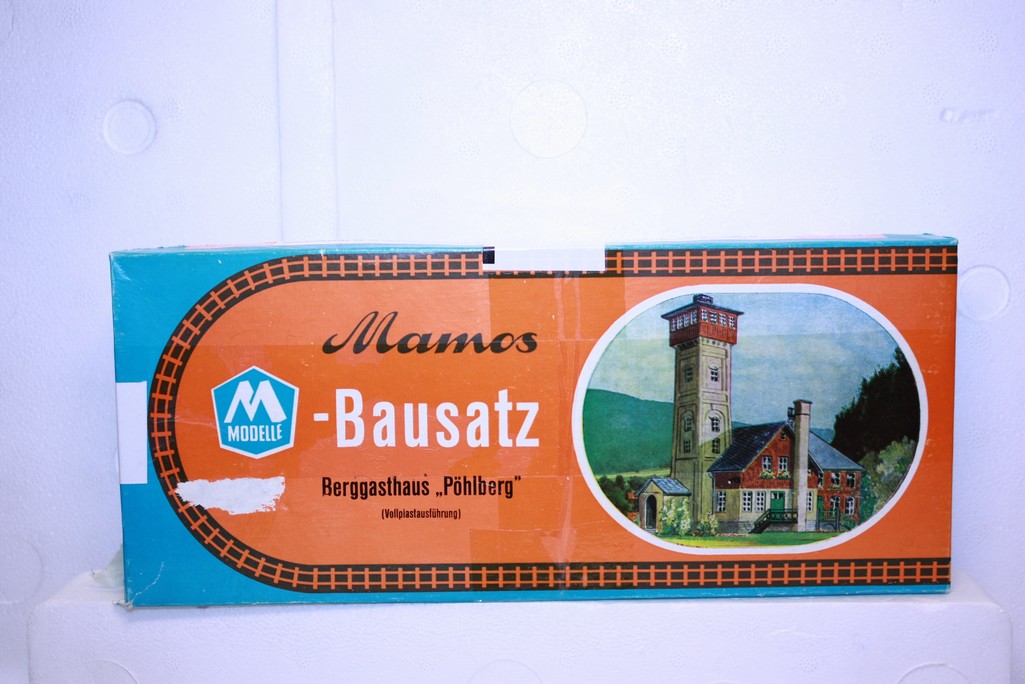 Mamos
M
MODELLE
-Bausatz
Berggasthaus „Pöhlberg"
(Vollplastausführung)